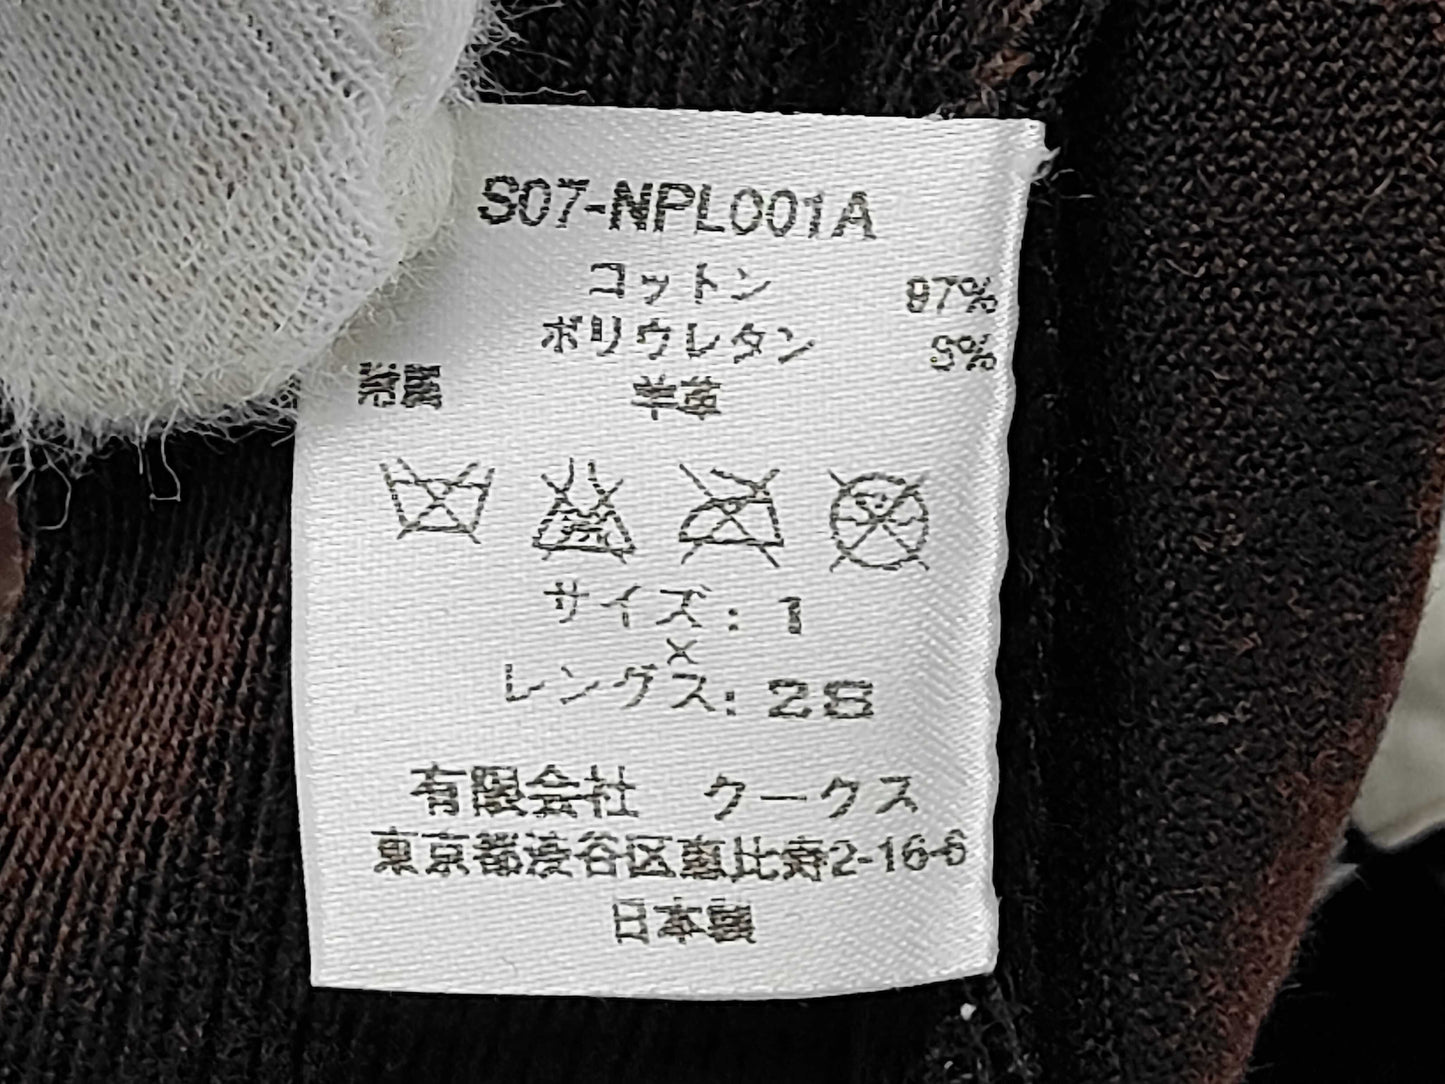 S07-NPL001A
コットン 97%
ポリウレタン 3%
羊革
サイズ: 1
×
レングス: 28
有限会社 クークス
東京都渋谷区恵比寿2-16-6
日本製